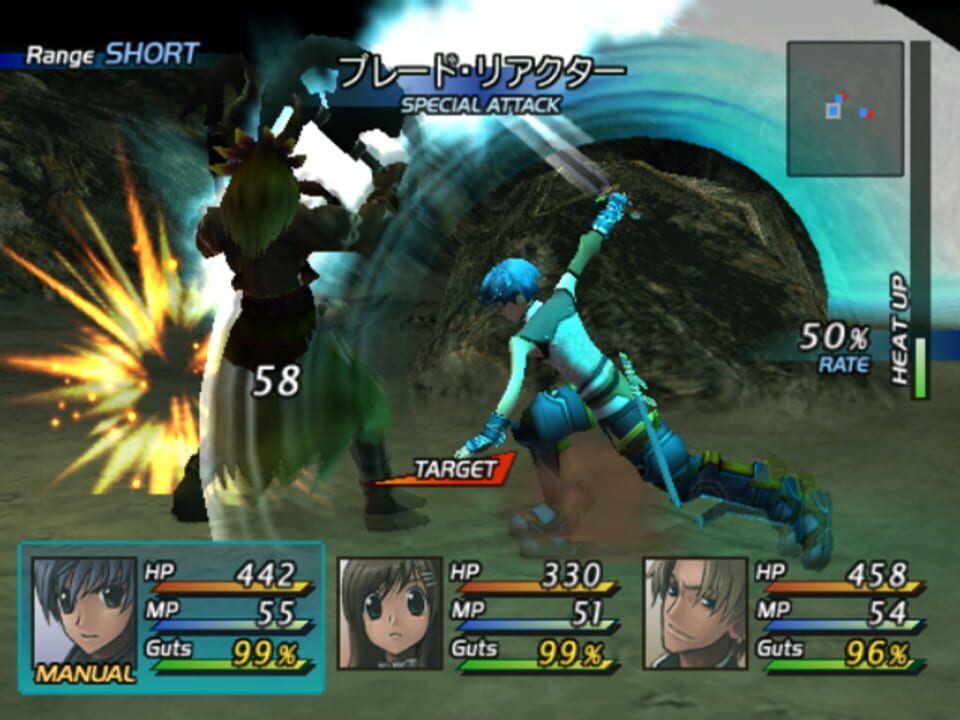 Range SHORT
ブレード・リアクター
SPECIAL ATTACK
50% RATE
HEAT UP
58
TARGET
HP 442
MP 55
Guts 99%
MANUAL
HP 330
MP 51
Guts 99%
HP 458
MP 54
Guts 96%